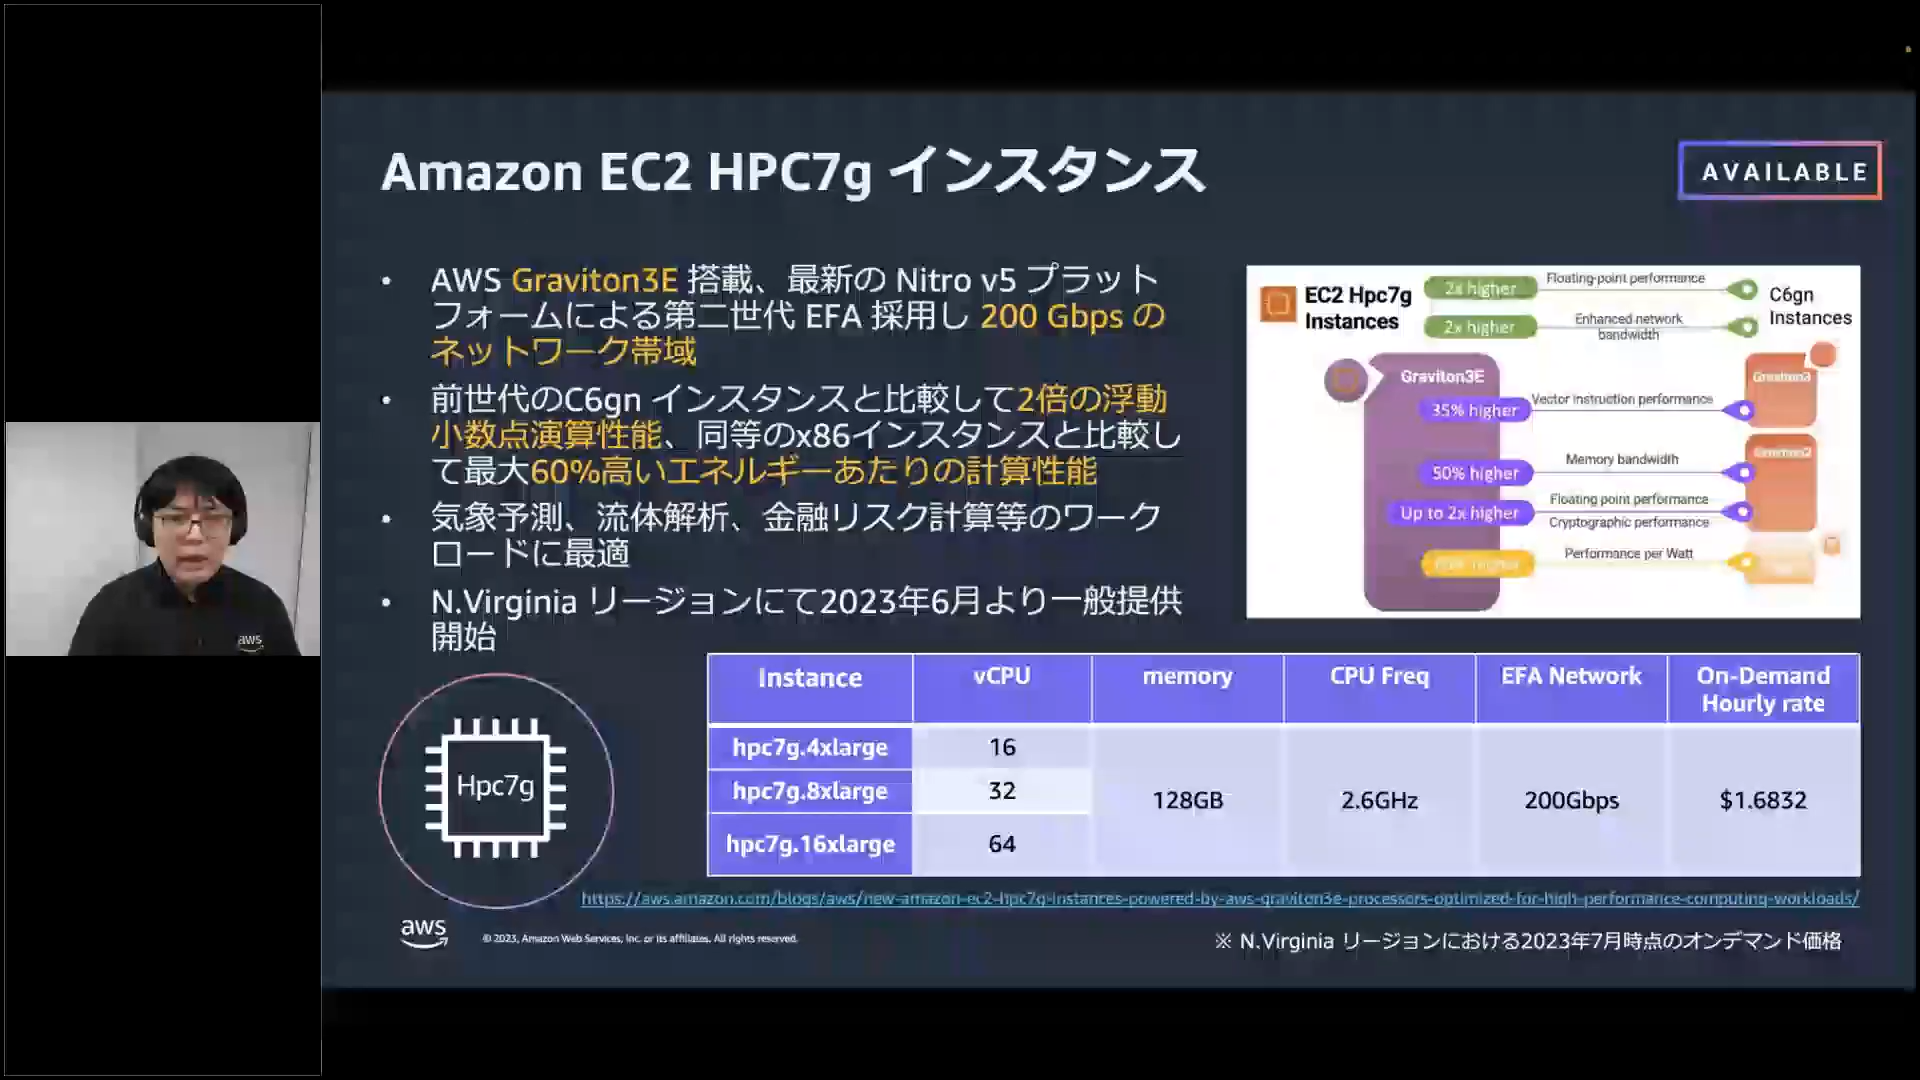 Amazon EC2 HPC7g インスタンス
AVAILABLE
• AWS Graviton3E 搭載、最新の Nitro v5 プラット
フォームによる第二世代 EFA 採用し 200 Gbps の
ネットワーク帯域
• 前世代のC6gn インスタンスと比較して2倍の浮動
小数点演算性能、同等のx86インスタンスと比較し
て最大60%高いエネルギーあたりの計算性能
• 気象予測、流体解析、金融リスク計算等のワーク
ロードに最適
• N.Virginia リージョンにて2023年6月より一般提供
開始
EC2 Hpc7g
Instances
2x higher
Floating-point performance
2x higher
Enhanced network
bandwidth
C6gn
Instances
Graviton3E
Graviton3
35% higher
Vector instruction performance
Graviton2
50% higher
Memory bandwidth
Up to 2x higher
Floating point performance
Cryptographic performance
Performance per Watt
Hpc7g
Instance vCPU memory CPU Freq EFA Network On-Demand
Hourly rate
hpc7g.4xlarge 16
hpc7g.8xlarge 32
128GB 2.6GHz 200Gbps $1.6832
hpc7g.16xlarge 64
https://aws.amazon.com/blogs/aws/new-amazon-ec2-hpc7g-instances-powered-by-aws-graviton3e-processors-optimized-for-high-performance-computing-workloads/
aws
© 2023, Amazon Web Services, Inc. or its affiliates. All rights reserved.
※ N.Virginia リージョンにおける2023年7月時点のオンデマンド価格
aws